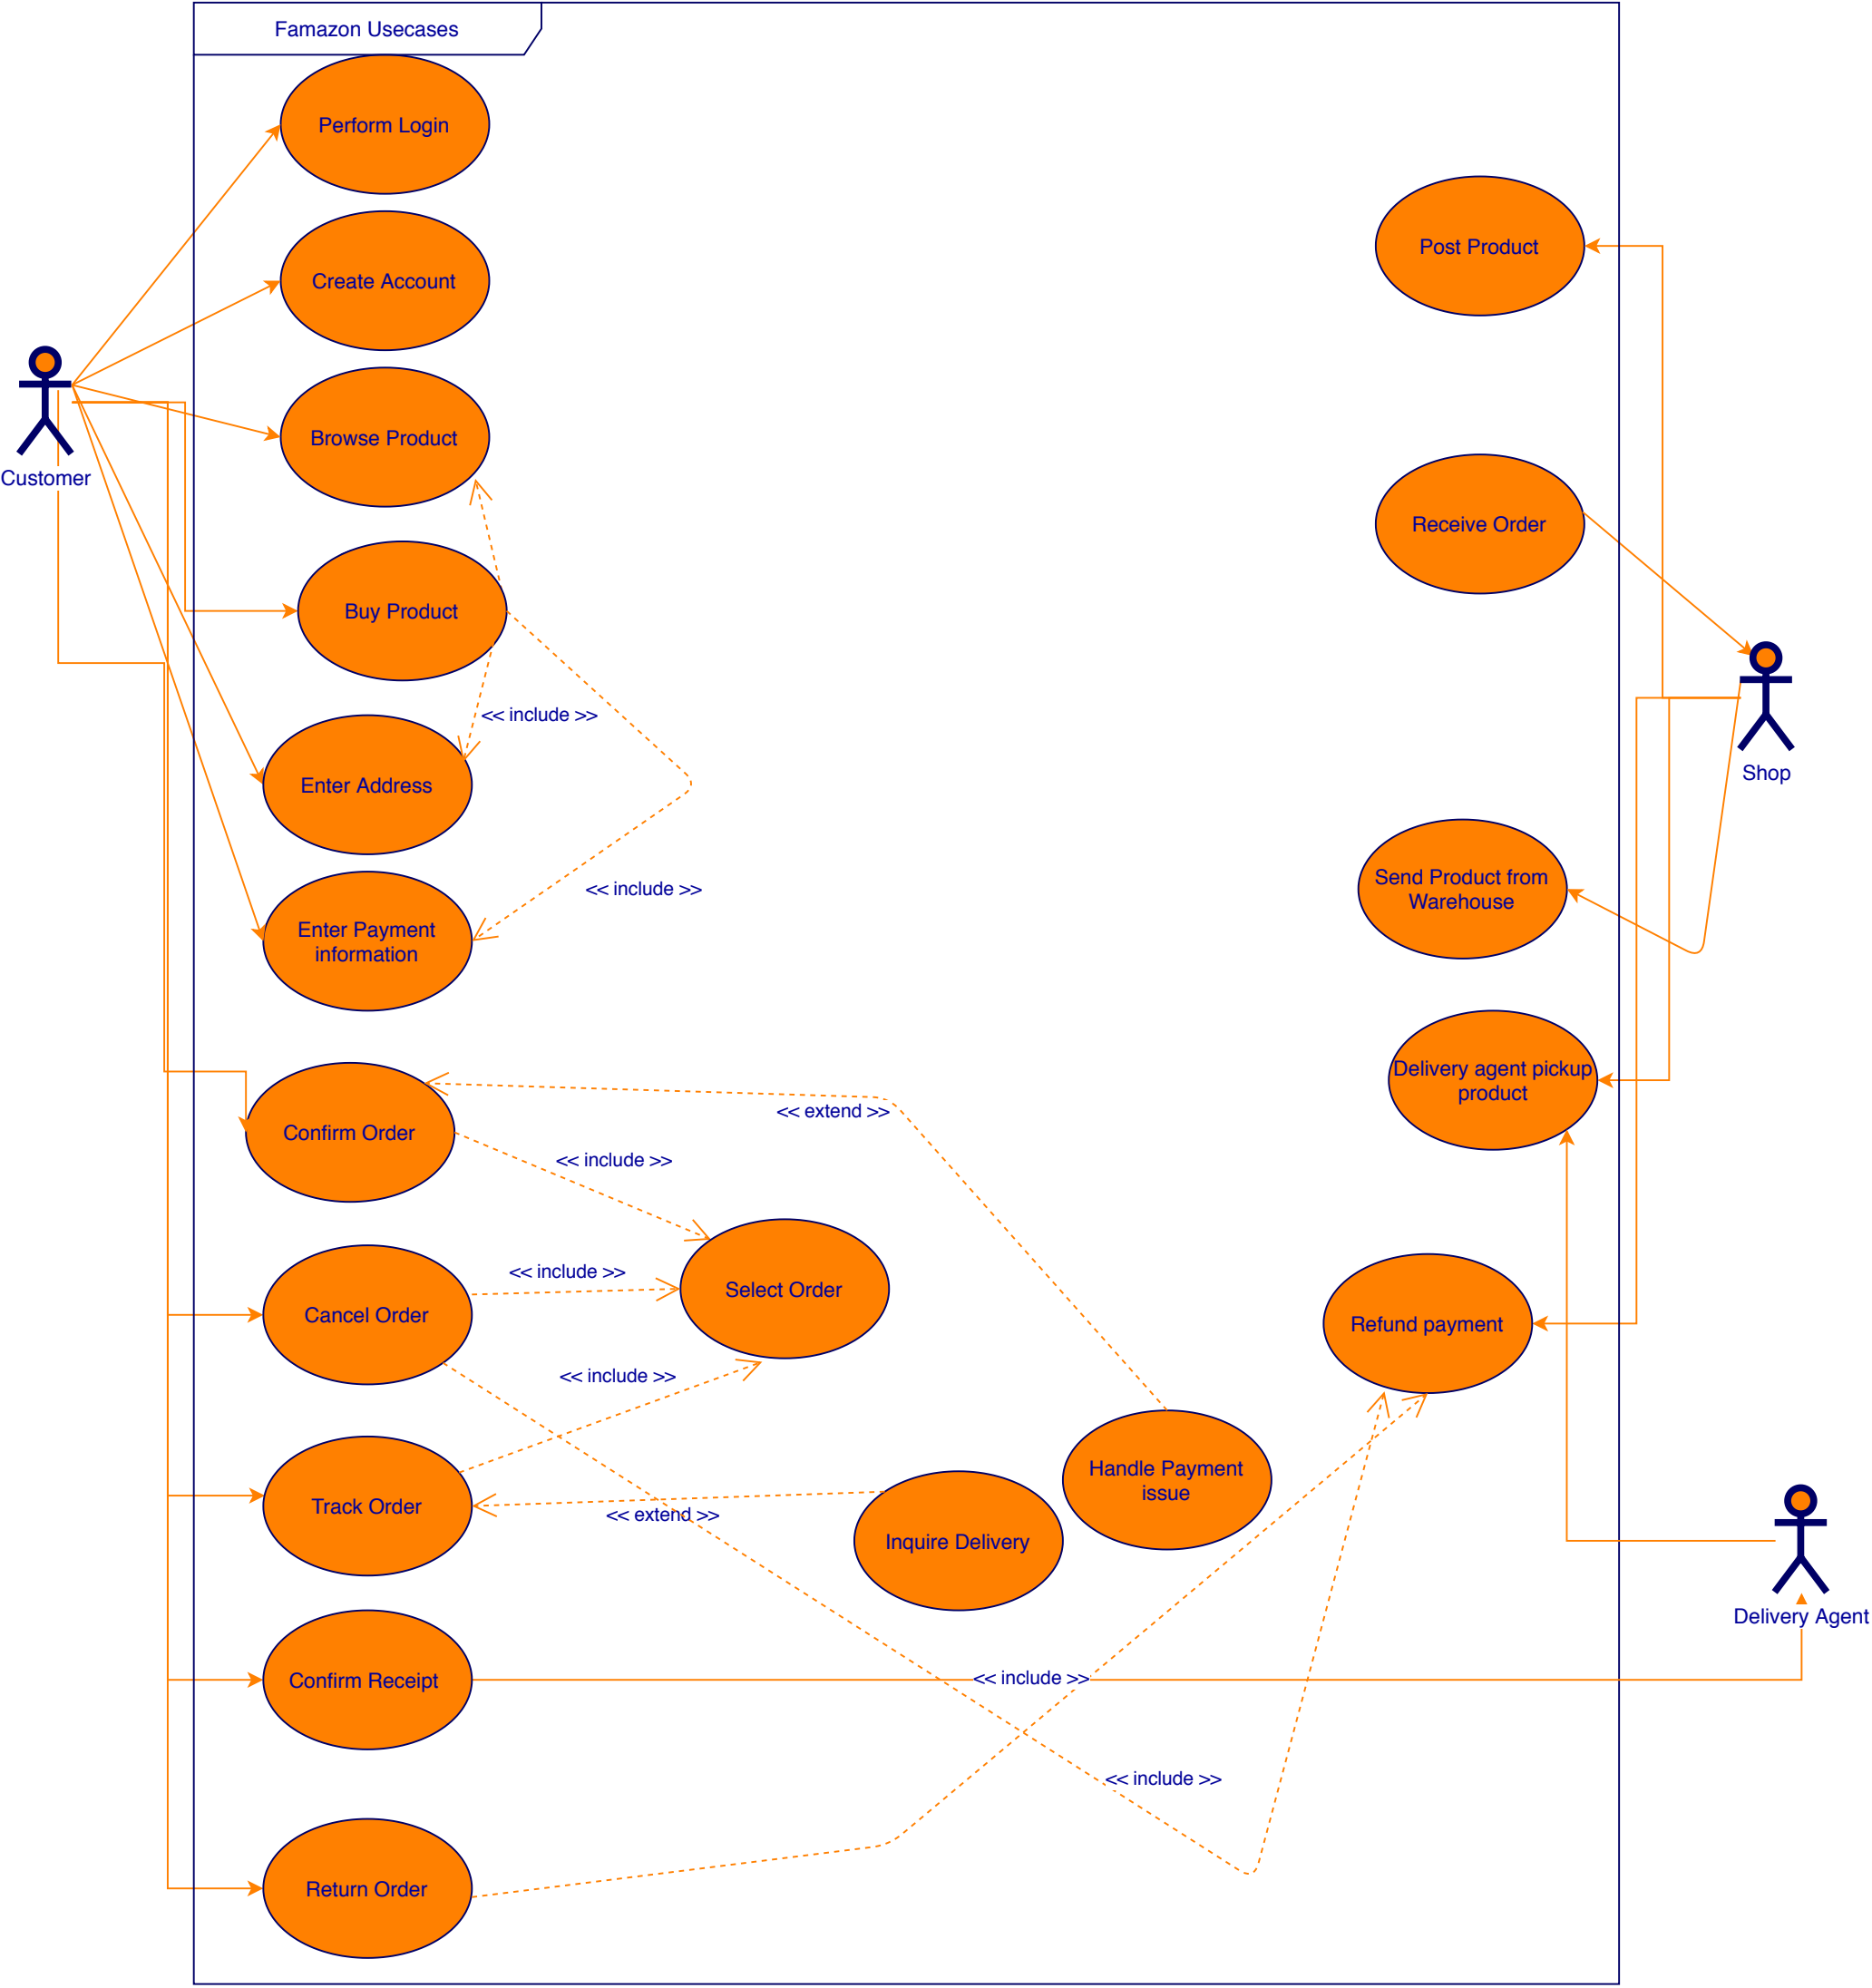 Famazon Usecases
Perform Login
Create Account
Post Product
Browse Product
Customer
Receive Order
Buy Product
<< include >>
Enter Address
Shop
<< include >>
Send Product from
Warehouse
Enter Payment
information
Delivery agent pickup
product
<< extend >>
Confirm Order
<< include >>
<< include >>
Select Order
Cancel Order
Refund payment
<< include >>
Handle Payment
issue
Track Order
<< extend >>
Inquire Delivery
Delivery Agent
Confirm Receipt
<< include >>
<< include >>
Return Order